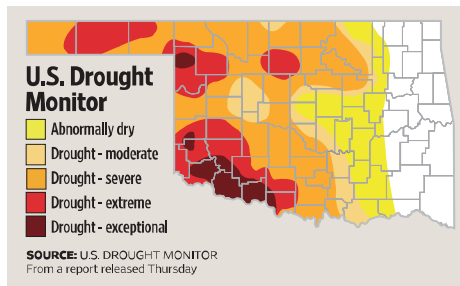 U.S. Drought
Monitor
Abnormally dry
Drought - moderate
Drought - severe
Drought - extreme
Drought - exceptional
SOURCE: U.S. DROUGHT MONITOR
From a report released Thursday